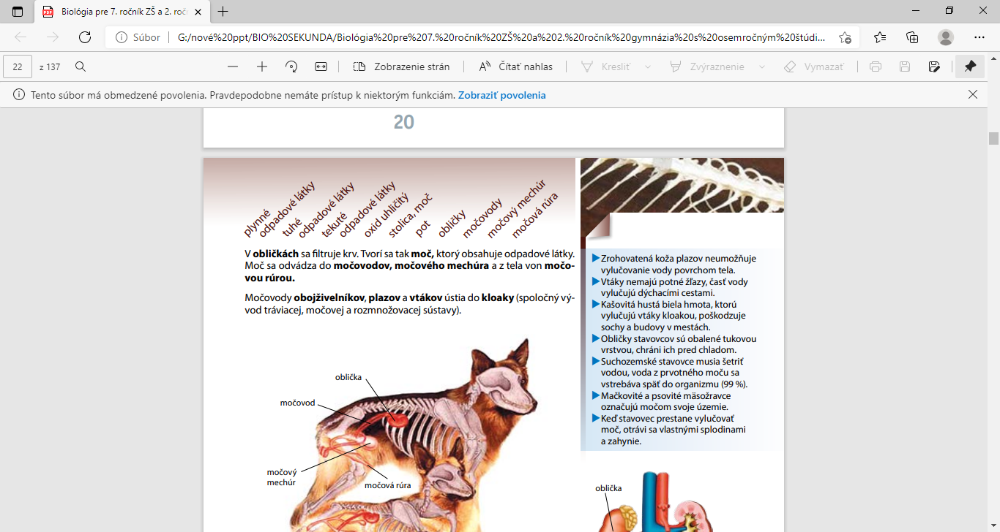 Biológia pre 7. ročník ZŠ a 2. roč
Súbor
G:/nové%20ppt/BIO%20SEKUNDA/Biológia%20pre%207.%20ročník%20ZŠ%20a%202.%20ročník%20gymnázia%20s%20osemročným%20štúdi...
22 z 137
Zobrazenie strán
Čítať nahlas
Kresliť
Zvýraznenie
Vymazať
Tento súbor má obmedzené povolenia. Pravdepodobne nemáte prístup k niektorým funkciám. Zobraziť povolenia
20
plynné
odpadové látky
tuhé
odpadové látky
tekuté
odpadové látky
oxid uhličitý
stolica, moč
pot
obličky
močovody
močový mechúr
močová rúra
V obličkách sa filtruje krv. Tvorí sa tak moč, ktorý obsahuje odpadové látky.
Moč sa odvádza do močovodov, močového mechúra a z tela von močo-
vou rúrou.
Močovody obojživelníkov, plazov a vtákov ústia do kloaky (spoločný vý-
vod tráviacej, močovej a rozmnožovacej sústavy).
oblička
močovod
močový
mechúr
močová rúra
Zrohovatená koža plazov neumožňuje
vylučovanie vody povrchom tela.
Vtáky nemajú potné žľazy, časť vody
vylučujú dýchacími cestami.
Kašovitá hustá biela hmota, ktorú
vylučujú vtáky kloakou, poškodzuje
sochy a budovy v mestách.
Obličky stavovcov sú obalené tukovou
vrstvou, chráni ich pred chladom.
Suchozemské stavovce musia šetriť
vodou, voda z prvotného moču sa
vstrebáva späť do organizmu (99 %).
Mačkovité a psovité mäsožravce
označujú močom svoje územie.
Keď stavovec prestane vylučovať
moč, otrávi sa vlastnými splodinami
a zahynie.
oblička